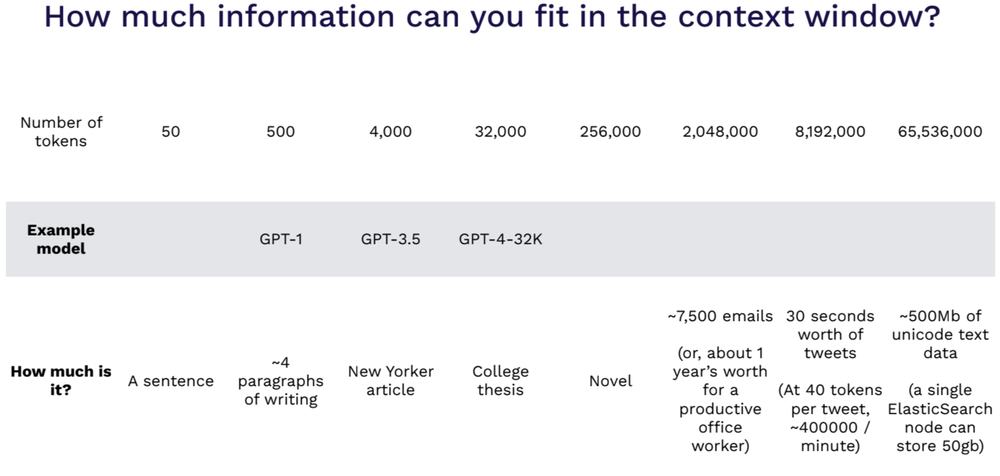 How much information can you fit in the context window?
Number of
tokens
50
500
4,000
32,000
256,000
2,048,000
8,192,000
65,536,000
Example
model
GPT-1
GPT-3.5
GPT-4-32K
How much is
it?
A sentence
~4
paragraphs
of writing
New Yorker
article
College
thesis
Novel
~7,500 emails
(or, about 1
year’s worth
for a
productive
office
worker)
30 seconds
worth of
tweets
(At 40 tokens
per tweet,
~400000 /
minute)
~500Mb of
unicode text
data
(a single
ElasticSearch
node can
store 50gb)